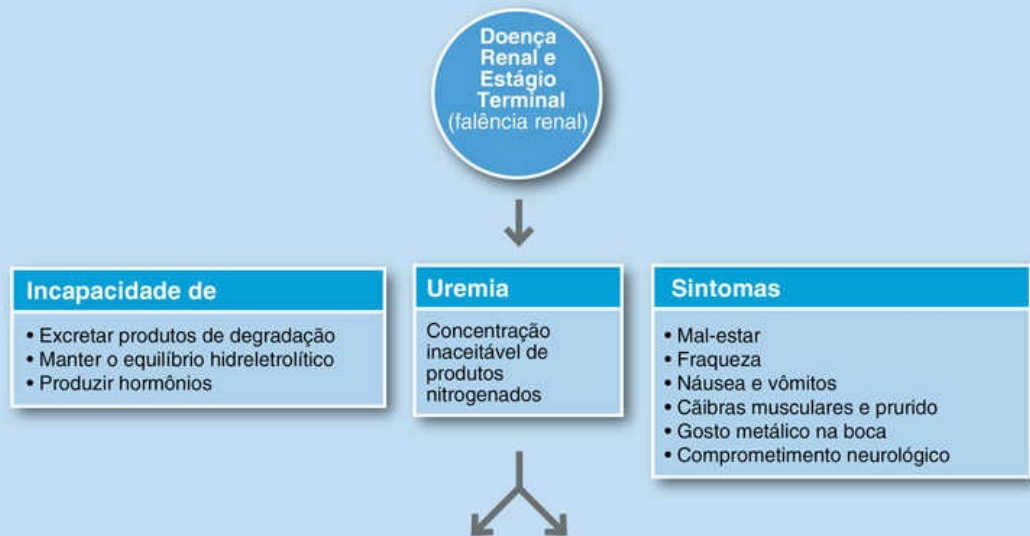 Doença
Renal e
Estágio
Terminal
(falência renal)
Incapacidade de
• Excretar produtos de degradação
• Manter o equilíbrio hidreletrolítico
• Produzir hormônios
Uremia
Concentração
inaceitável de
produtos
nitrogenados
Sintomas
• Mal-estar
• Fraqueza
• Náusea e vômitos
• Cãibras musculares e prurido
• Gosto metálico na boca
• Comprometimento neurológico